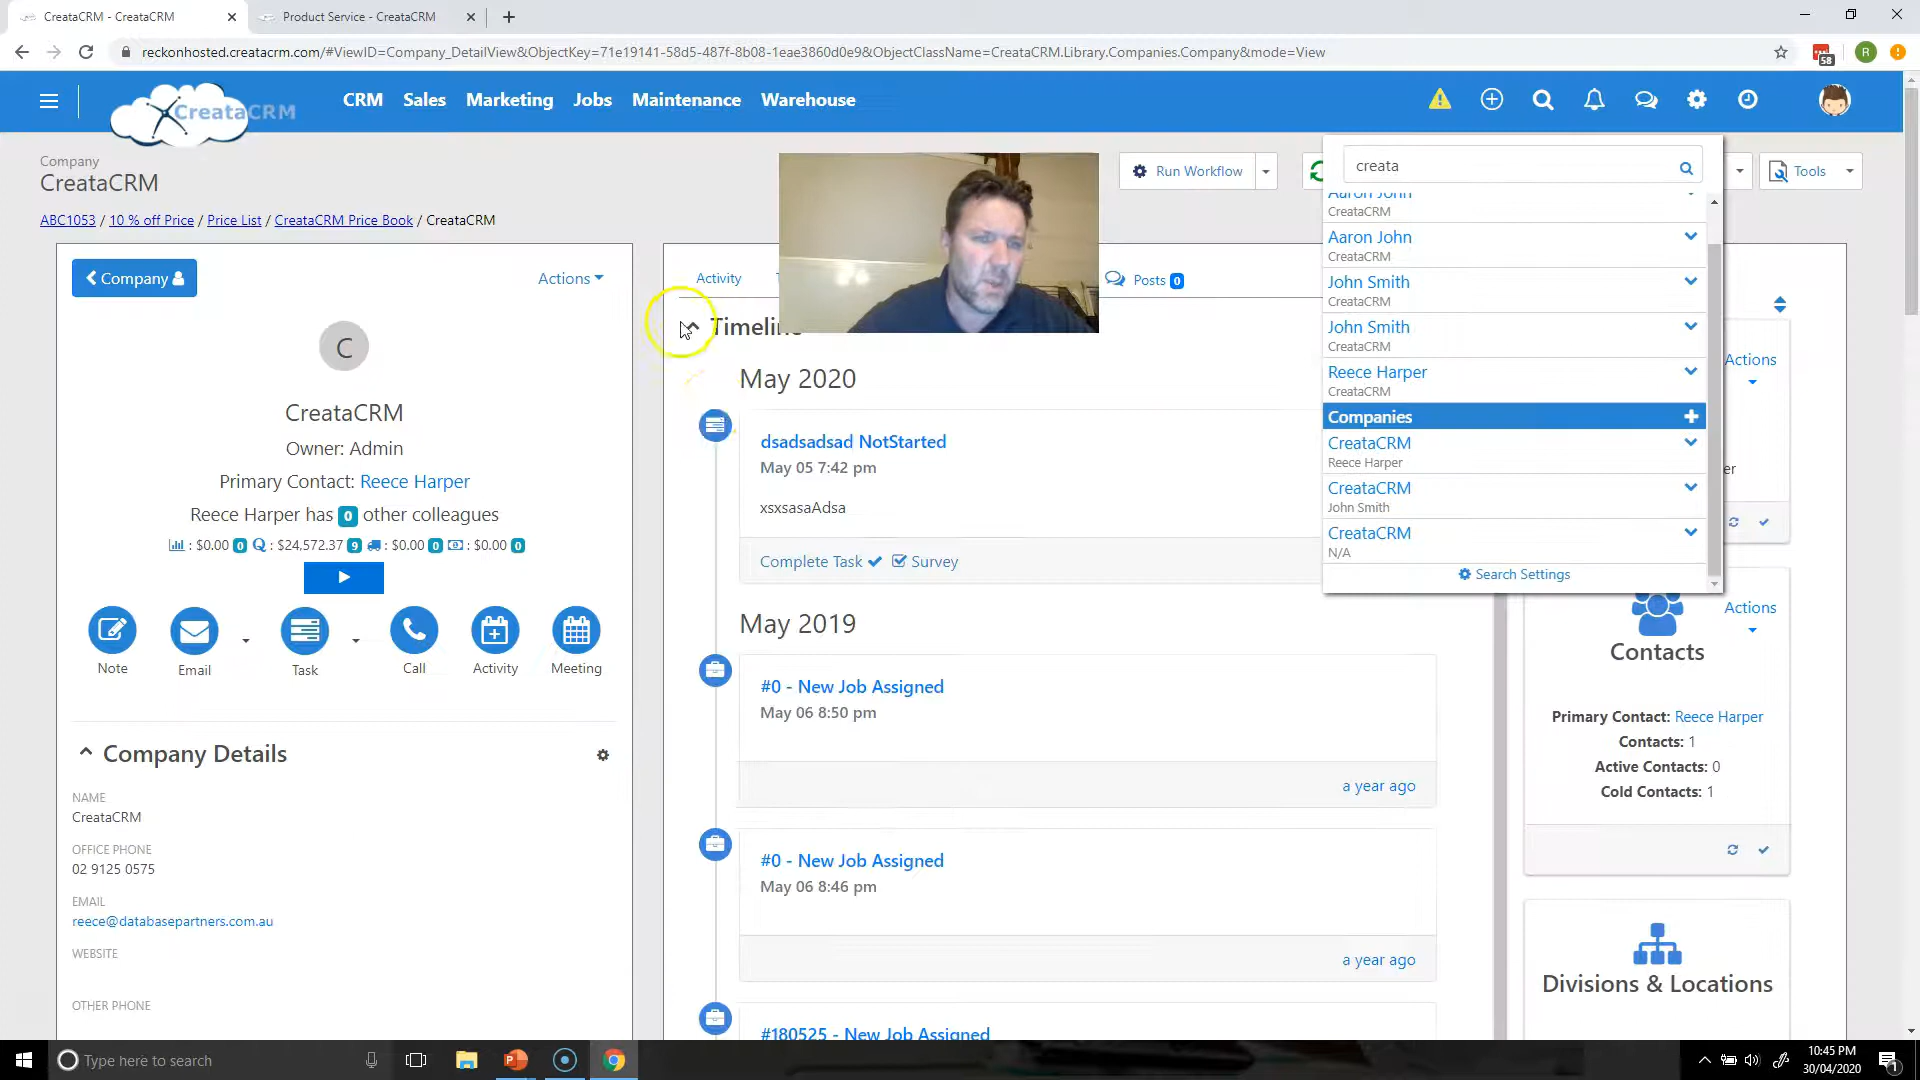 CreataCRM - CreataCRM
Product Service - CreataCRM
reckonhosted.creatacrm.com/#ViewID=Company_DetailView&ObjectKey=71e19141-58d5-487f-8b08-1eae3860d0e9&ObjectClassName=CreataCRM.Library.Companies.Company&mode=View
58
R
CreataCRM
CRM
Sales
Marketing
Jobs
Maintenance
Warehouse
Company
CreataCRM
Run Workflow
Tools
creata
ABC1053 / 10 % off Price / Price List / CreataCRM Price Book / CreataCRM
Company
Actions
C
CreataCRM
Owner: Admin
Primary Contact: Reece Harper
Reece Harper has 0 other colleagues
: $0.00 0 : $24,572.37 9 : $0.00 0 : $0.00 0
Note
Email
Task
Call
Activity
Meeting
Company Details
NAME
CreataCRM
OFFICE PHONE
02 9125 0575
EMAIL
reece@databasepartners.com.au
WEBSITE
OTHER PHONE
Activity
Posts 0
Timeline
May 2020
dsadsadsad NotStarted
May 05 7:42 pm
xsxsasaAdsa
Complete Task
Survey
May 2019
#0 - New Job Assigned
May 06 8:50 pm
a year ago
#0 - New Job Assigned
May 06 8:46 pm
a year ago
#180525 - New Job Assigned
Aaron John
CreataCRM
Aaron John
CreataCRM
John Smith
CreataCRM
John Smith
CreataCRM
Reece Harper
CreataCRM
Companies
CreataCRM
Reece Harper
CreataCRM
John Smith
CreataCRM
N/A
Search Settings
Actions
Actions
Contacts
Primary Contact: Reece Harper
Contacts: 1
Active Contacts: 0
Cold Contacts: 1
Divisions & Locations
Type here to search
10:45 PM
30/04/2020
1